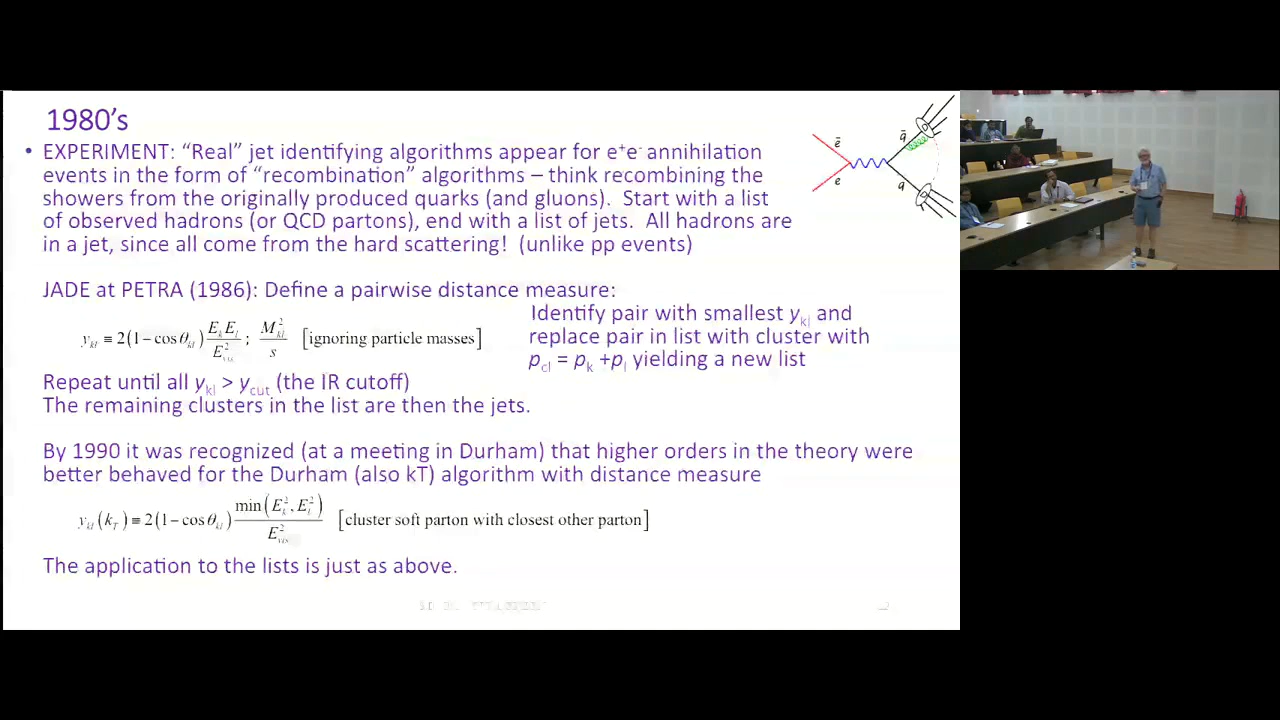 1980's
• EXPERIMENT: “Real” jet identifying algorithms appear for e⁺e⁻ annihilation
events in the form of “recombination” algorithms – think recombining the
showers from the originally produced quarks (and gluons). Start with a list
of observed hadrons (or QCD partons), end with a list of jets. All hadrons are
in a jet, since all come from the hard scattering! (unlike pp events)
ē
e
q̄
q
JADE at PETRA (1986): Define a pairwise distance measure:
y_kl ≡ 2(1−cos θ_kl) E_k E_l / E_vis² ; M_kl² / s [ignoring particle masses]
Identify pair with smallest y_kl and
replace pair in list with cluster with
p_cl = p_k +p_l yielding a new list
Repeat until all y_kl > y_cut (the IR cutoff)
The remaining clusters in the list are then the jets.
By 1990 it was recognized (at a meeting in Durham) that higher orders in the theory were
better behaved for the Durham (also kT) algorithm with distance measure
y_kl (k_T) ≡ 2(1−cos θ_kl) min(E_k², E_l²) / E_vis² [cluster soft parton with closest other parton]
The application to the lists is just as above.